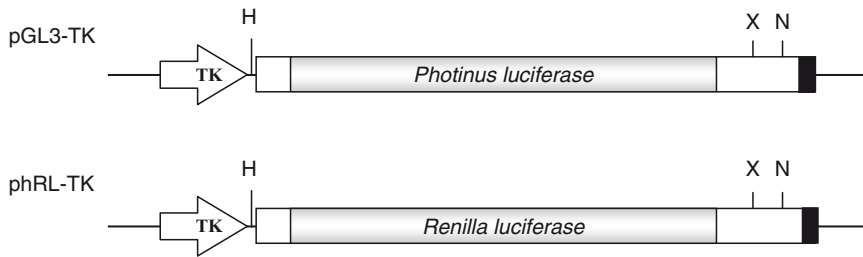 pGL3-TK
H
X N
TK
Photinus luciferase
phRL-TK
H
X N
TK
Renilla luciferase